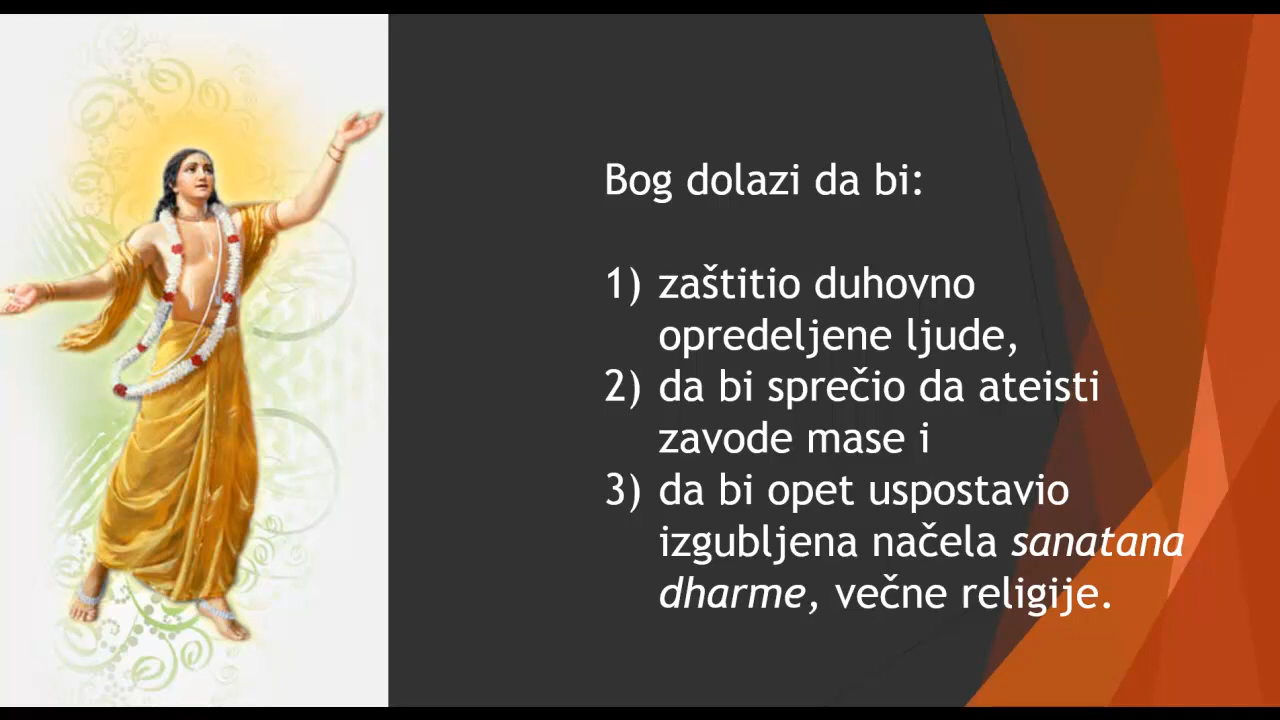 Bog dolazi da bi:
1) zaštitio duhovno
opredeljene ljude,
2) da bi sprečio da ateisti
zavode mase i
3) da bi opet uspostavio
izgubljena načela sanatana
dharme, večne religije.